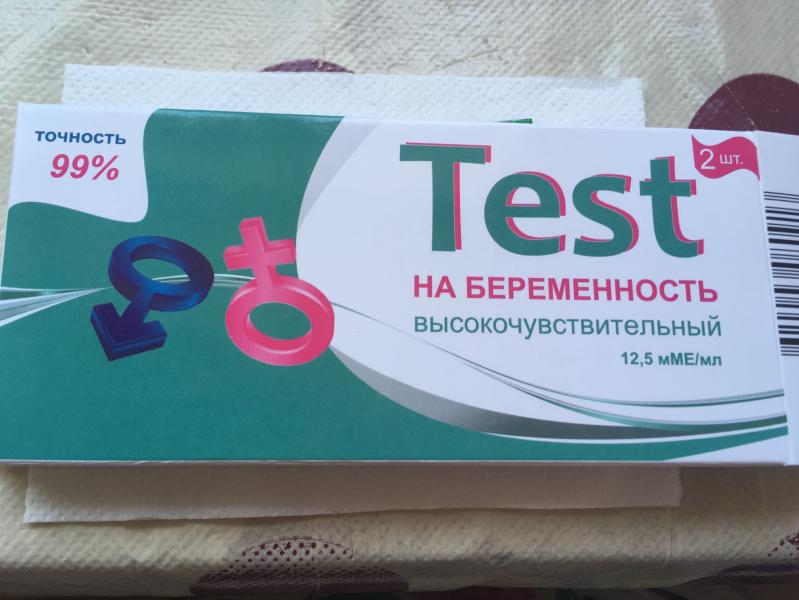 ТОЧНОСТЬ
99%
Test
2 шт.
НА БЕРЕМЕННОСТЬ
ВЫСОКОЧУВСТВИТЕЛЬНЫЙ
12,5 мМЕ/мл